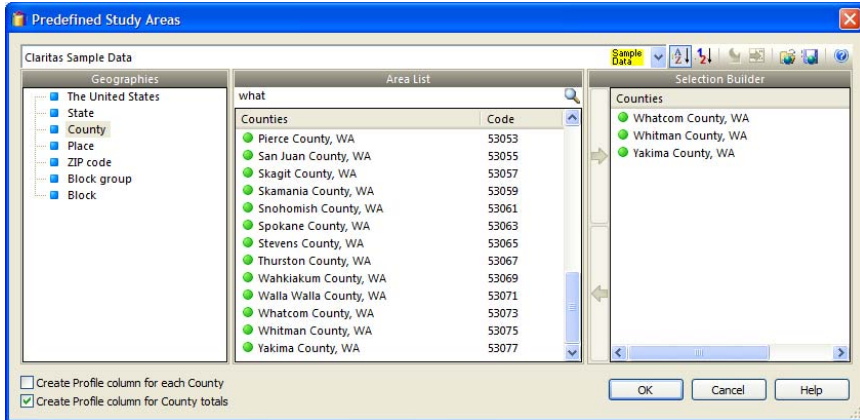 Predefined Study Areas
Claritas Sample Data
Sample Data
Geographies
The United States
State
County
Place
ZIP code
Block group
Block
Area List
what
Counties Code
Pierce County, WA 53053
San Juan County, WA 53055
Skagit County, WA 53057
Skamania County, WA 53059
Snohomish County, WA 53061
Spokane County, WA 53063
Stevens County, WA 53065
Thurston County, WA 53067
Wahkiakum County, WA 53069
Walla Walla County, WA 53071
Whatcom County, WA 53073
Whitman County, WA 53075
Yakima County, WA 53077
Selection Builder
Counties
Whatcom County, WA
Whitman County, WA
Yakima County, WA
Create Profile column for each County
Create Profile column for County totals
OK
Cancel
Help